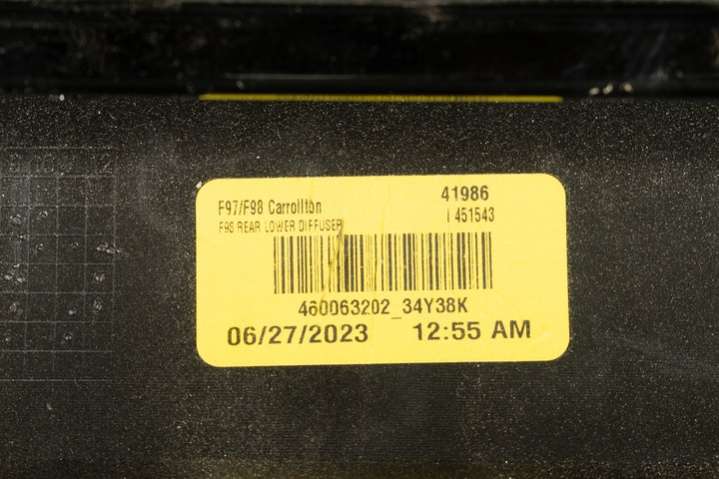 F97/F98 Carrollton 41986
F98 REAR LOWER DIFFUSER I 451543
460063202_34Y38K
06/27/2023 12:55 AM